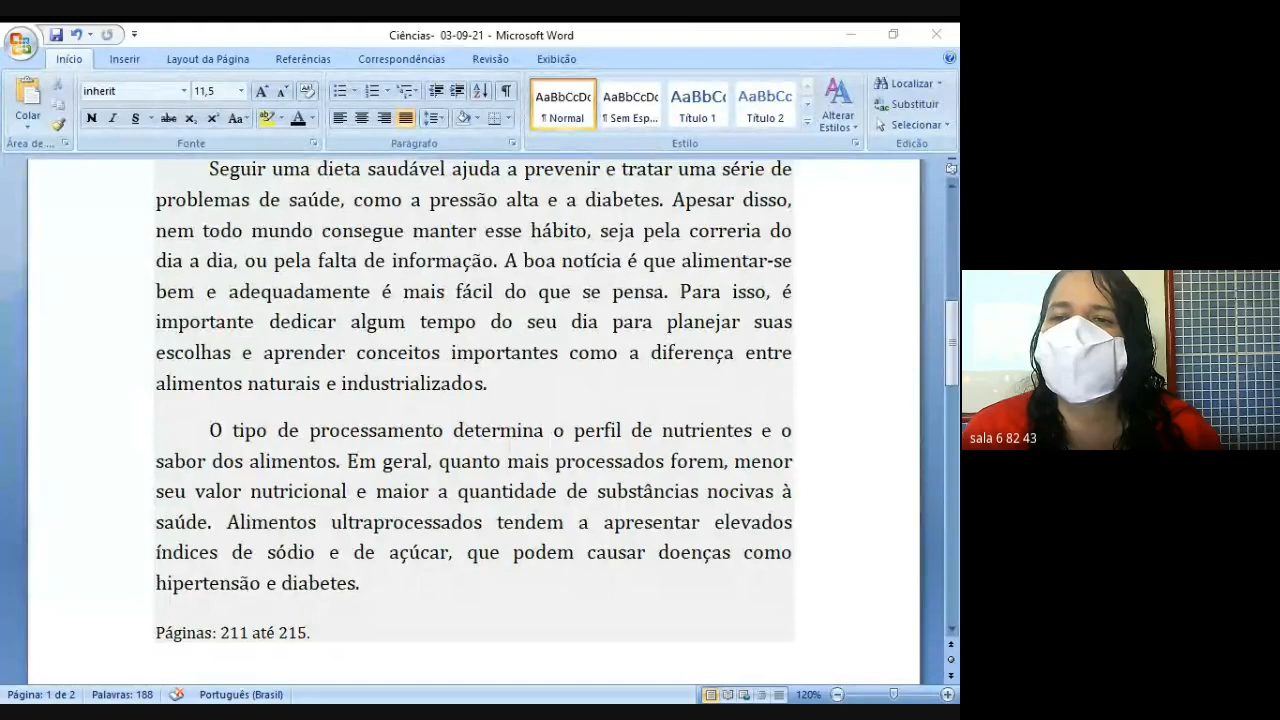 Ciências- 03-09-21 - Microsoft Word
Início Inserir Layout da Página Referências Correspondências Revisão Exibição
inherit 11,5
Colar
N I S abc X₂ X² Aa
AaBbCcDc AaBbCcDc AaBbC AaBbCc
¶ Normal ¶ Sem Esp... Título 1 Título 2
Alterar Estilos
Localizar
Substituir
Selecionar
Área de... Fonte Parágrafo Estilo Edição
Seguir uma dieta saudável ajuda a prevenir e tratar uma série de
problemas de saúde, como a pressão alta e a diabetes. Apesar disso,
nem todo mundo consegue manter esse hábito, seja pela correria do
dia a dia, ou pela falta de informação. A boa notícia é que alimentar-se
bem e adequadamente é mais fácil do que se pensa. Para isso, é
importante dedicar algum tempo do seu dia para planejar suas
escolhas e aprender conceitos importantes como a diferença entre
alimentos naturais e industrializados.
O tipo de processamento determina o perfil de nutrientes e o
sabor dos alimentos. Em geral, quanto mais processados forem, menor
seu valor nutricional e maior a quantidade de substâncias nocivas à
saúde. Alimentos ultraprocessados tendem a apresentar elevados
índices de sódio e de açúcar, que podem causar doenças como
hipertensão e diabetes.
Páginas: 211 até 215.
Página: 1 de 2 Palavras: 188 Português (Brasil) 120%
sala 6 82 43